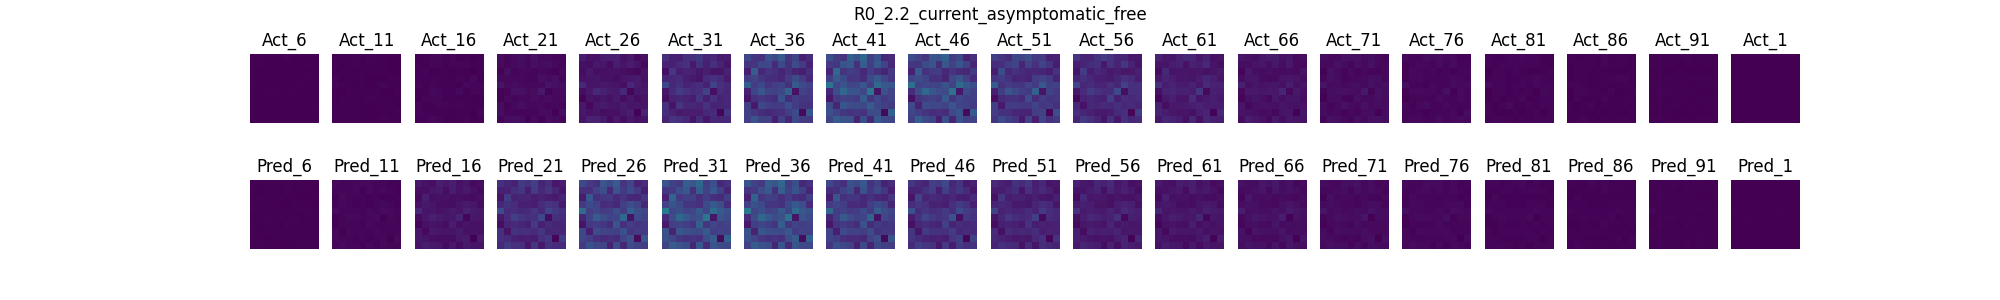 R0_2.2_current_asymptomatic_free
Act_6 Act_11 Act_16 Act_21 Act_26 Act_31 Act_36 Act_41 Act_46 Act_51 Act_56 Act_61 Act_66 Act_71 Act_76 Act_81 Act_86 Act_91 Act_1
Pred_6 Pred_11 Pred_16 Pred_21 Pred_26 Pred_31 Pred_36 Pred_41 Pred_46 Pred_51 Pred_56 Pred_61 Pred_66 Pred_71 Pred_76 Pred_81 Pred_86 Pred_91 Pred_1